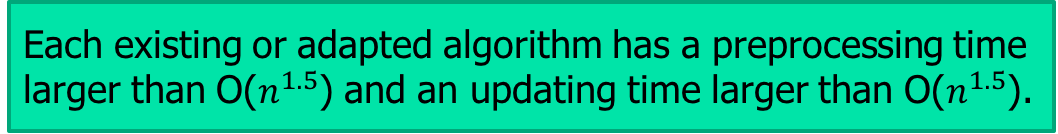 Each existing or adapted algorithm has a preprocessing time
larger than O(𝑛^1.5) and an updating time larger than O(𝑛^1.5).